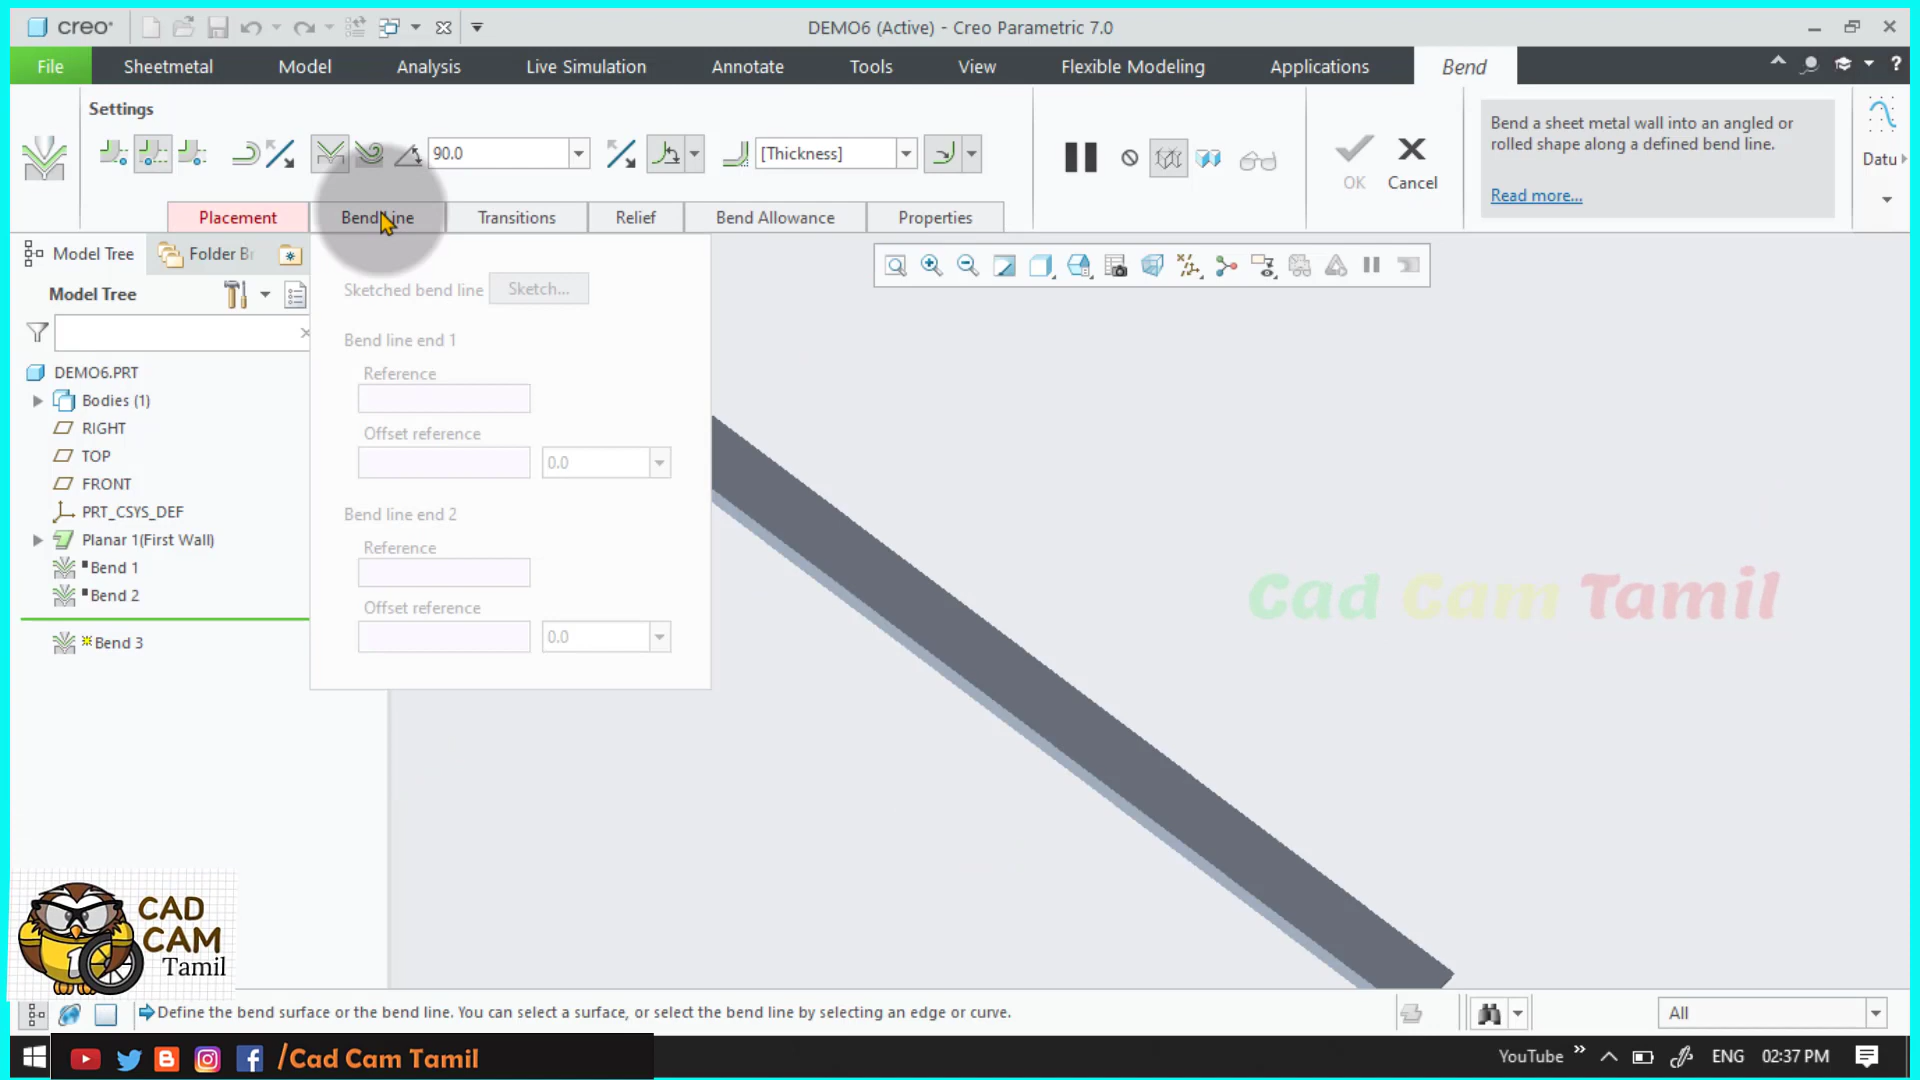 creo
DEMO6 (Active) - Creo Parametric 7.0
File
Sheetmetal
Model
Analysis
Live Simulation
Annotate
Tools
View
Flexible Modeling
Applications
Bend
Settings
90.0
[Thickness]
OK
Cancel
Bend a sheet metal wall into an angled or
rolled shape along a defined bend line.
Read more...
Datu
Placement
Bend Line
Transitions
Relief
Bend Allowance
Properties
Model Tree
Folder Br
Model Tree
DEMO6.PRT
Bodies (1)
RIGHT
TOP
FRONT
PRT_CSYS_DEF
Planar 1(First Wall)
Bend 1
Bend 2
Bend 3
Sketched bend line
Sketch...
Bend line end 1
Reference
Offset reference
0.0
Bend line end 2
Reference
Offset reference
0.0
Cad Cam Tamil
CAD
CAM
Tamil
Define the bend surface or the bend line. You can select a surface, or select the bend line by selecting an edge or curve.
All
/Cad Cam Tamil
YouTube
ENG
02:37 PM